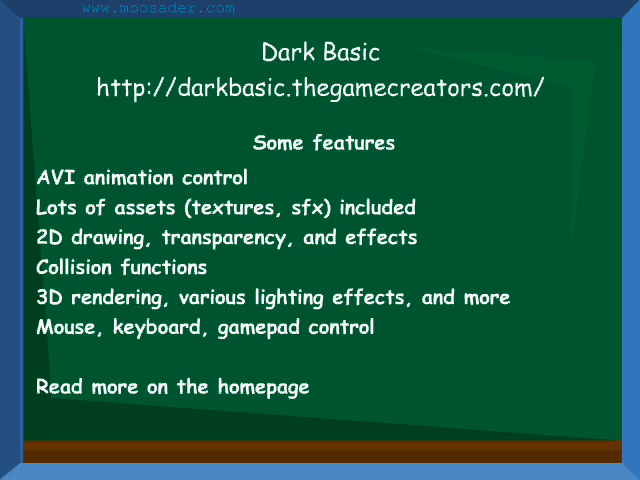 www.moosader.com
Dark Basic
http://darkbasic.thegamecreators.com/
Some features
AVI animation control
Lots of assets (textures, sfx) included
2D drawing, transparency, and effects
Collision functions
3D rendering, various lighting effects, and more
Mouse, keyboard, gamepad control
Read more on the homepage